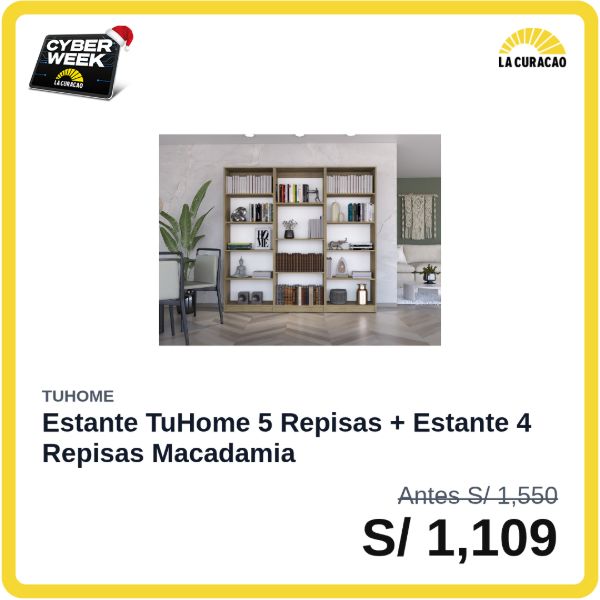 CYBER
WEEK
LA CURACAO
LA CURACAO
TUHOME
Estante TuHome 5 Repisas + Estante 4
Repisas Macadamia
Antes S/ 1,550
S/ 1,109